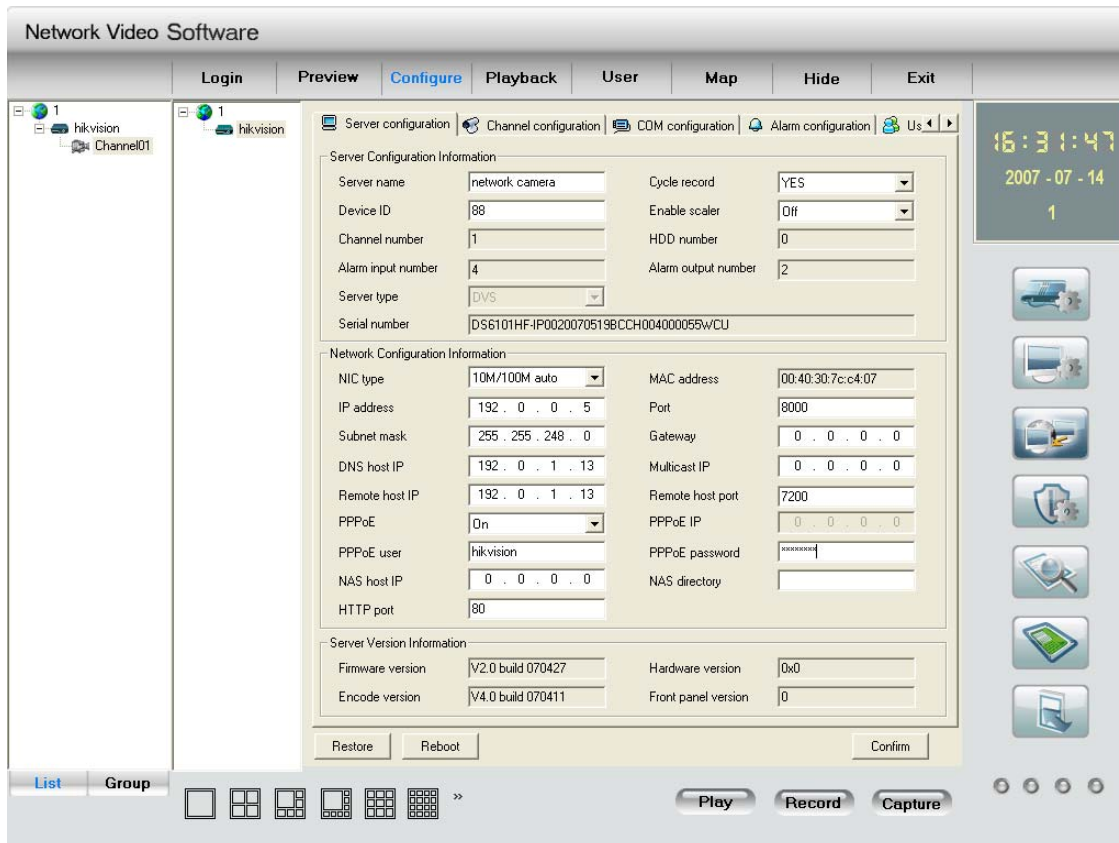 Network Video Software
Login Preview Configure Playback User Map Hide Exit
1
hikvision
Channel01
1
hikvision
Server configuration Channel configuration COM configuration Alarm configuration Us
16:31:47
2007 - 07 - 14
1
Server Configuration Information
Server name network camera Cycle record YES
Device ID 88 Enable scaler Off
Channel number 1 HDD number 0
Alarm input number 4 Alarm output number 2
Server type DVS
Serial number DS6101HF-IP0020070519BCCH004000055WCU
Network Configuration Information
NIC type 10M/100M auto MAC address 00:40:30:7c:c4:07
IP address 192 . 0 . 0 . 5 Port 8000
Subnet mask 255 . 255 . 248 . 0 Gateway 0 . 0 . 0 . 0
DNS host IP 192 . 0 . 1 . 13 Multicast IP 0 . 0 . 0 . 0
Remote host IP 192 . 0 . 1 . 13 Remote host port 7200
PPPoE On PPPoE IP 0 . 0 . 0 . 0
PPPoE user hikvision PPPoE password ********
NAS host IP 0 . 0 . 0 . 0 NAS directory
HTTP port 80
Server Version Information
Firmware version V2.0 build 070427 Hardware version 0x0
Encode version V4.0 build 070411 Front panel version 0
Restore Reboot Confirm
List Group
» Play Record Capture